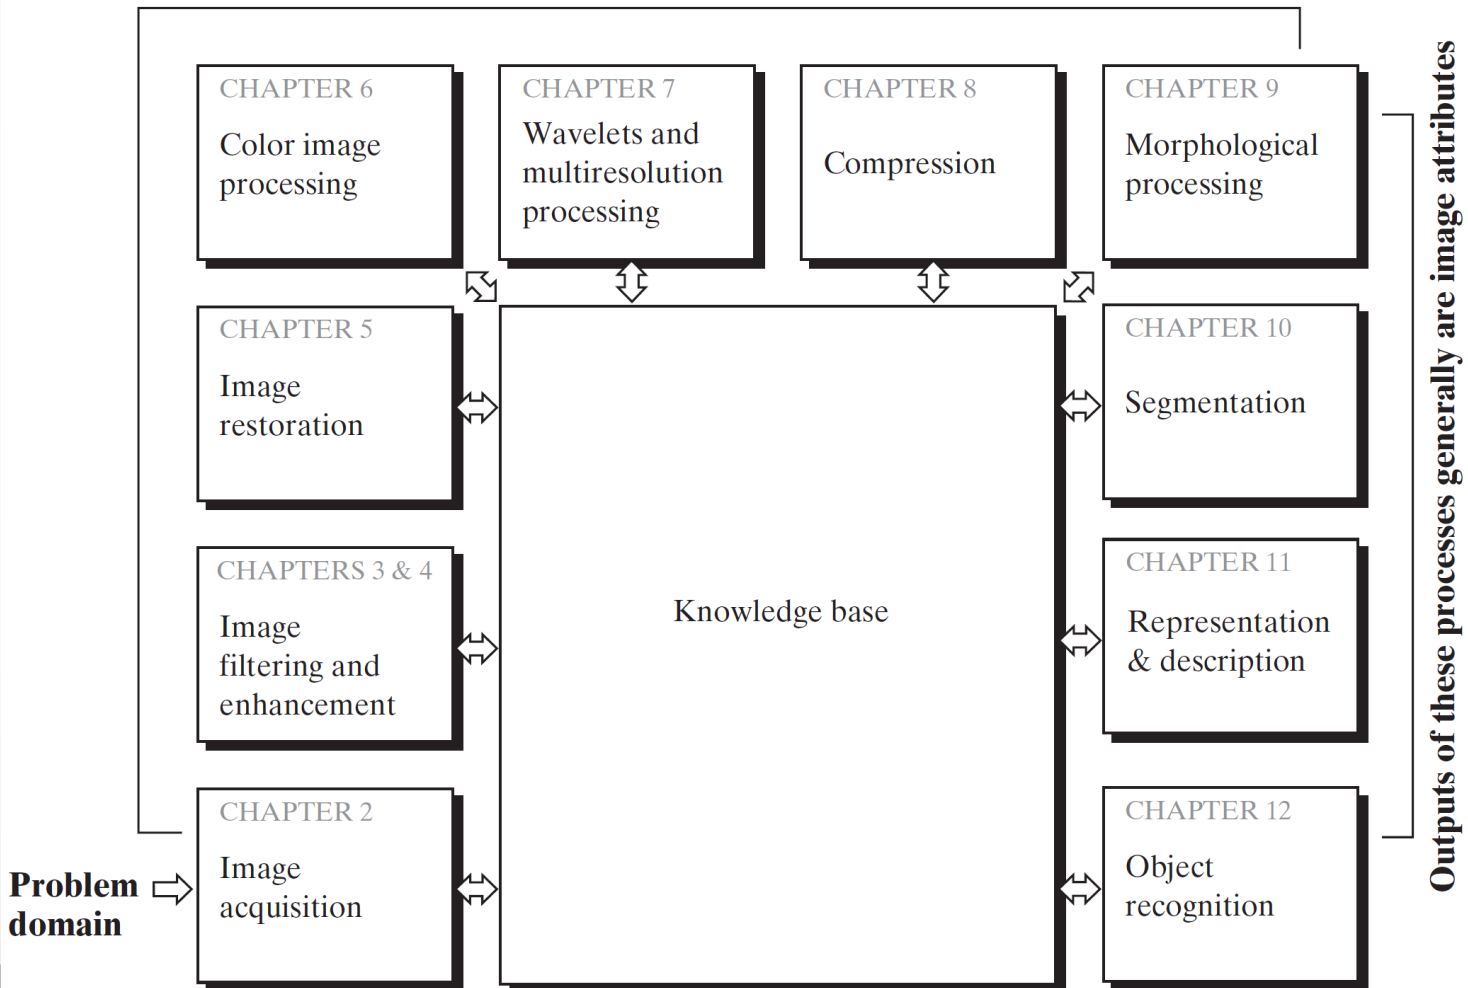 CHAPTER 6
Color image
processing
CHAPTER 7
Wavelets and
multiresolution
processing
CHAPTER 8
Compression
CHAPTER 9
Morphological
processing
CHAPTER 5
Image
restoration
CHAPTER 10
Segmentation
CHAPTERS 3 & 4
Image
filtering and
enhancement
Knowledge base
CHAPTER 11
Representation
& description
CHAPTER 2
Image
acquisition
CHAPTER 12
Object
recognition
Problem
domain
Outputs of these processes generally are image attributes